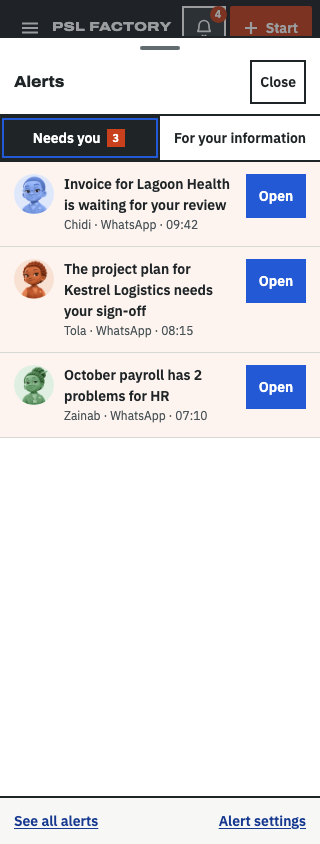 PSL FACTORY
4
+ Start
Alerts
Close
Needs you 3
For your information
Invoice for Lagoon Health
is waiting for your review
Chidi · WhatsApp · 09:42
Open
The project plan for
Kestrel Logistics needs
your sign-off
Tola · WhatsApp · 08:15
Open
October payroll has 2
problems for HR
Zainab · WhatsApp · 07:10
Open
See all alerts
Alert settings